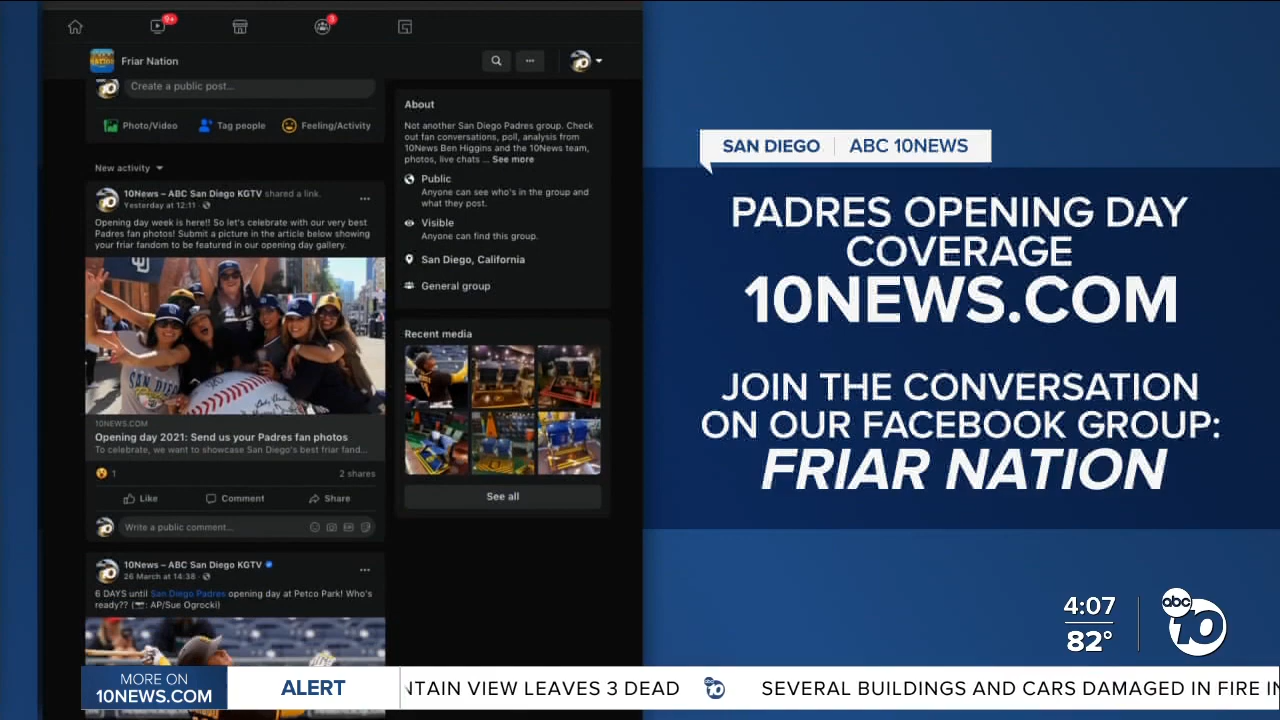 9+
3
Friar Nation
Create a public post...
Photo/Video
Tag people
Feeling/Activity
New activity
10News – ABC San Diego KGTV shared a link.
Yesterday at 12:11
Opening day week is here!! So let's celebrate with our very best
Padres fan photos! Submit a picture in the article below showing
your friar fandom to be featured in our opening day gallery.
SAN DIEGO
10NEWS.COM
Opening day 2021: Send us your Padres fan photos
To celebrate, we want to showcase San Diego's best friar fand...
1
2 shares
Like
Comment
Share
Write a public comment...
10News – ABC San Diego KGTV
26 March at 14:38
6 DAYS until San Diego Padres opening day at Petco Park! Who's
ready?? (📷: AP/Sue Ogrocki)
About
Not another San Diego Padres group. Check
out fan conversations, poll, analysis from
10News Ben Higgins and the 10News team,
photos, live chats ... See more
Public
Anyone can see who's in the group and
what they post.
Visible
Anyone can find this group.
San Diego, California
General group
Recent media
See all
SAN DIEGO
ABC 10NEWS
PADRES OPENING DAY
COVERAGE
10NEWS.COM
JOIN THE CONVERSATION
ON OUR FACEBOOK GROUP:
FRIAR NATION
4:07
82°
abc
10
MORE ON
10NEWS.COM
ALERT
NTAIN VIEW LEAVES 3 DEAD
abc 10
SEVERAL BUILDINGS AND CARS DAMAGED IN FIRE IN